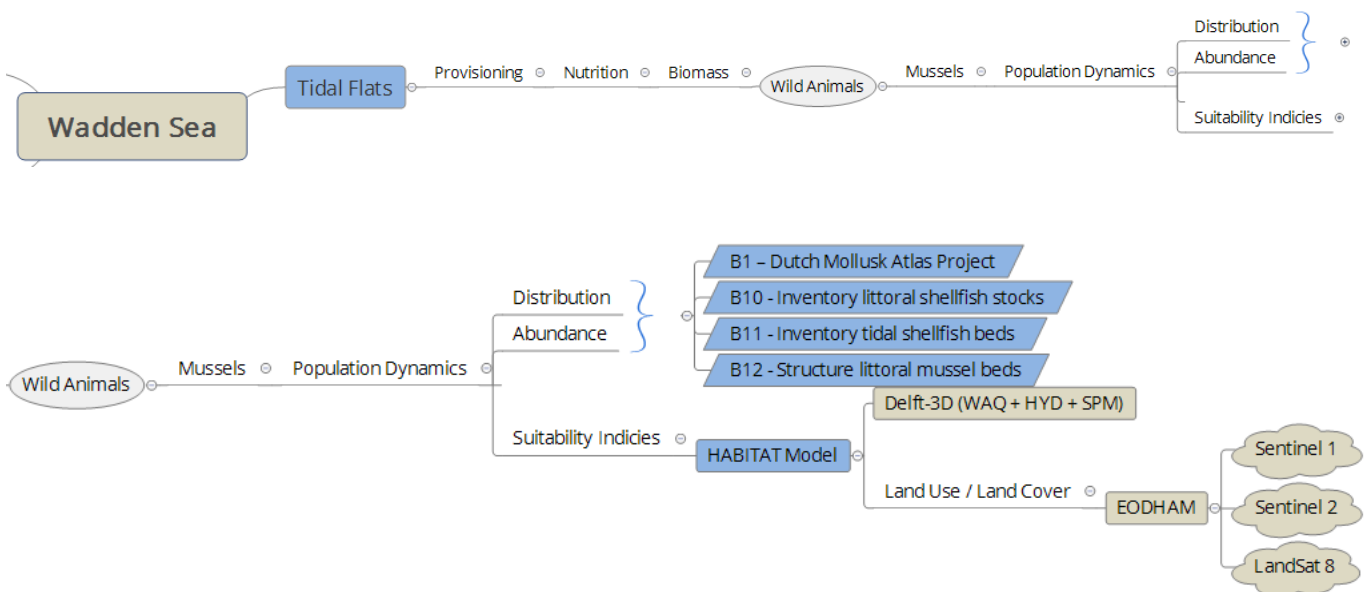 Wadden Sea
Tidal Flats
Provisioning
Nutrition
Biomass
Wild Animals
Mussels
Population Dynamics
Distribution
Abundance
Suitability Indicies
Wild Animals
Mussels
Population Dynamics
Distribution
Abundance
B1 – Dutch Mollusk Atlas Project
B10 - Inventory littoral shellfish stocks
B11 - Inventory tidal shellfish beds
B12 - Structure littoral mussel beds
Suitability Indicies
HABITAT Model
Delft-3D (WAQ + HYD + SPM)
Land Use / Land Cover
EODHAM
Sentinel 1
Sentinel 2
LandSat 8